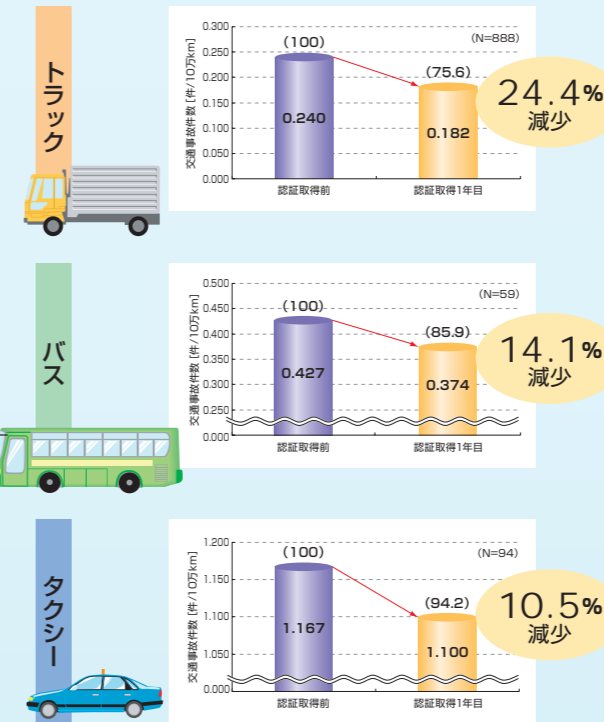 トラック
交通事故件数 [件/10万km]
0.300
0.250
0.200
0.150
0.100
0.050
0.000
(100)
(75.6)
(N=888)
0.240
0.182
認証取得前
認証取得1年目
24.4%
減少
バス
交通事故件数 [件/10万km]
0.500
0.450
0.400
0.350
0.300
0.250
0.000
(100)
(85.9)
(N=59)
0.427
0.374
認証取得前
認証取得1年目
14.1%
減少
タクシー
交通事故件数 [件/10万km]
1.200
1.150
1.100
1.050
0.000
(100)
(94.2)
(N=94)
1.167
1.100
認証取得前
認証取得1年目
10.5%
減少